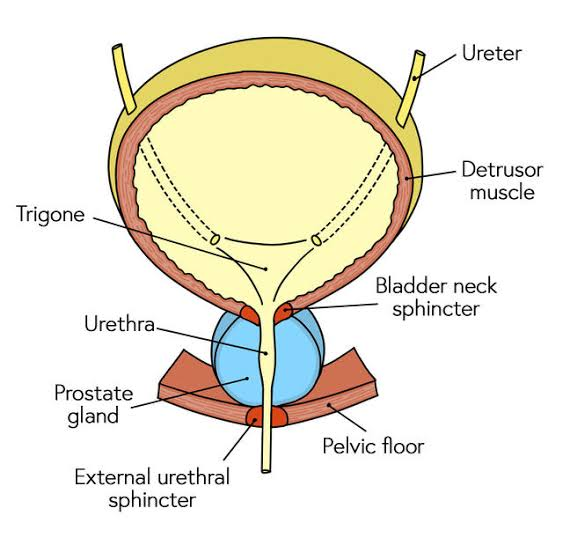 Ureter
Detrusor
muscle
Trigone
Bladder neck
sphincter
Urethra
Prostate
gland
Pelvic floor
External urethral
sphincter